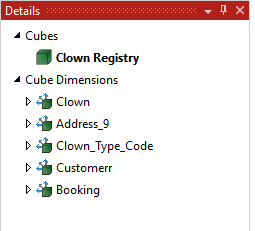 Details
Cubes
Clown Registry
Cube Dimensions
Clown
Address_9
Clown_Type_Code
Customerr
Booking